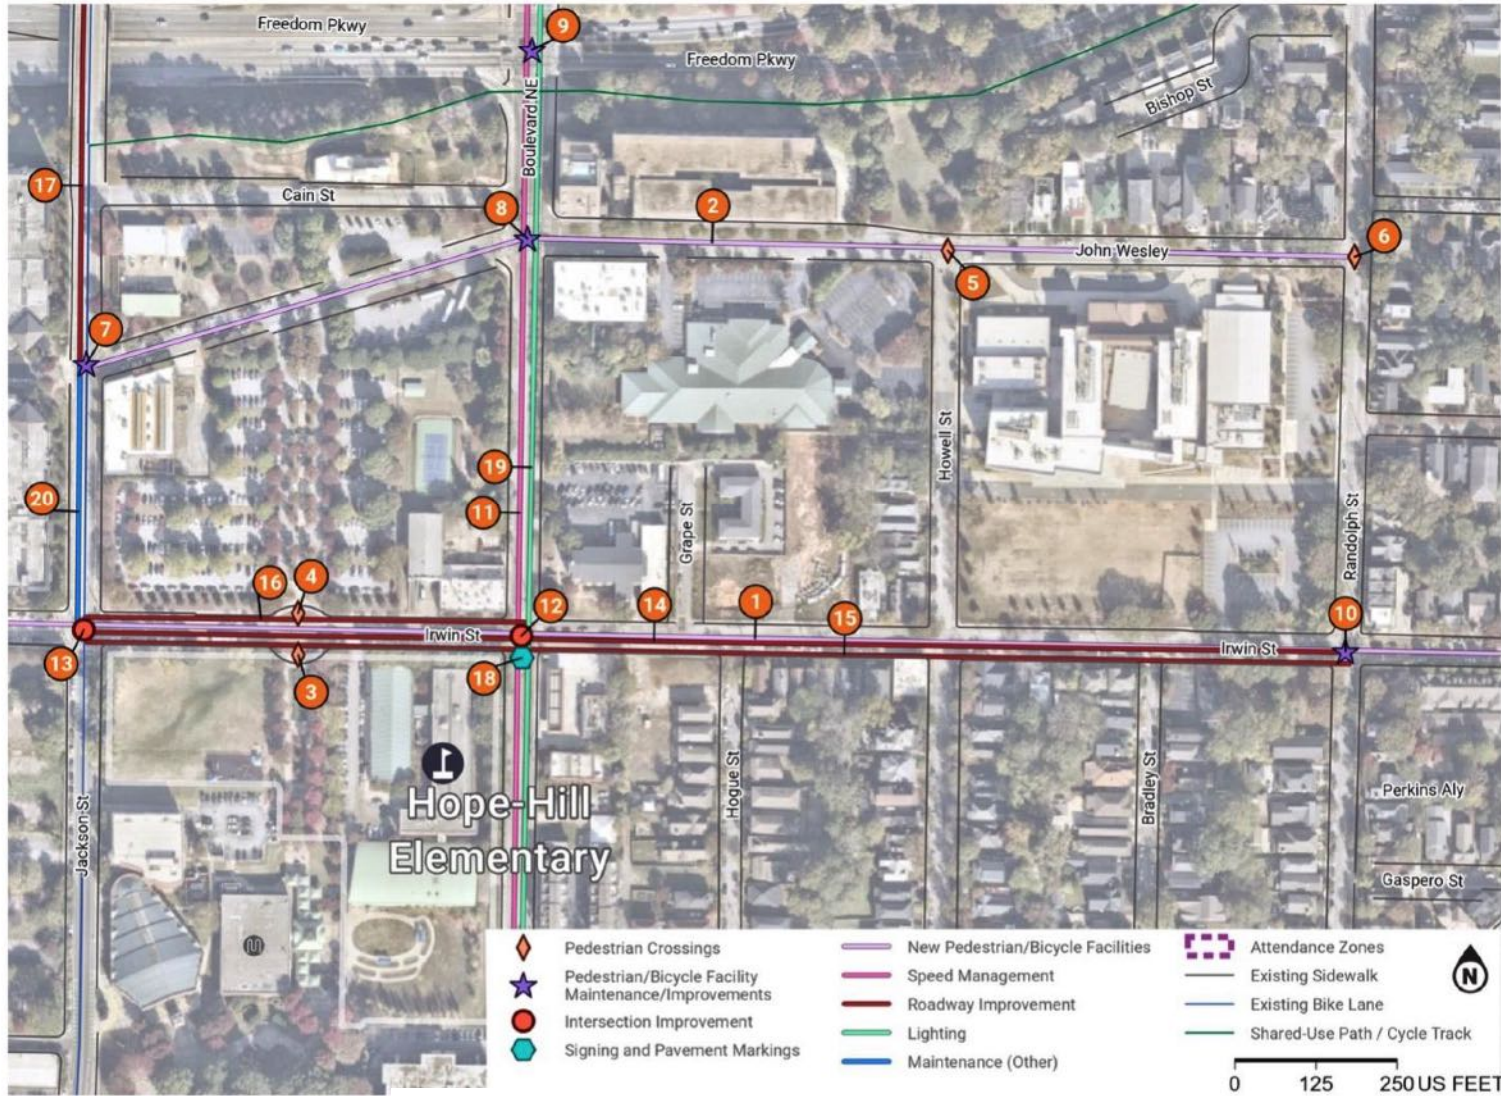 Freedom Pkwy
9
Freedom Pkwy
Boulevard NE
Bishop St
17
Cain St
8
2
6
John Wesley
5
7
Howell St
19
20
11
Grape St
Randolph St
16
4
12
14
1
15
10
Irwin St
Irwin St
13
18
3
Hogue St
Bradley St
Jackson St
Perkins Aly
Hope-Hill
Elementary
Gaspero St
Pedestrian Crossings
Pedestrian/Bicycle Facility
Maintenance/Improvements
Intersection Improvement
Signing and Pavement Markings
New Pedestrian/Bicycle Facilities
Speed Management
Roadway Improvement
Lighting
Maintenance (Other)
Attendance Zones
Existing Sidewalk
Existing Bike Lane
Shared-Use Path / Cycle Track
N
0 125 250 US FEET